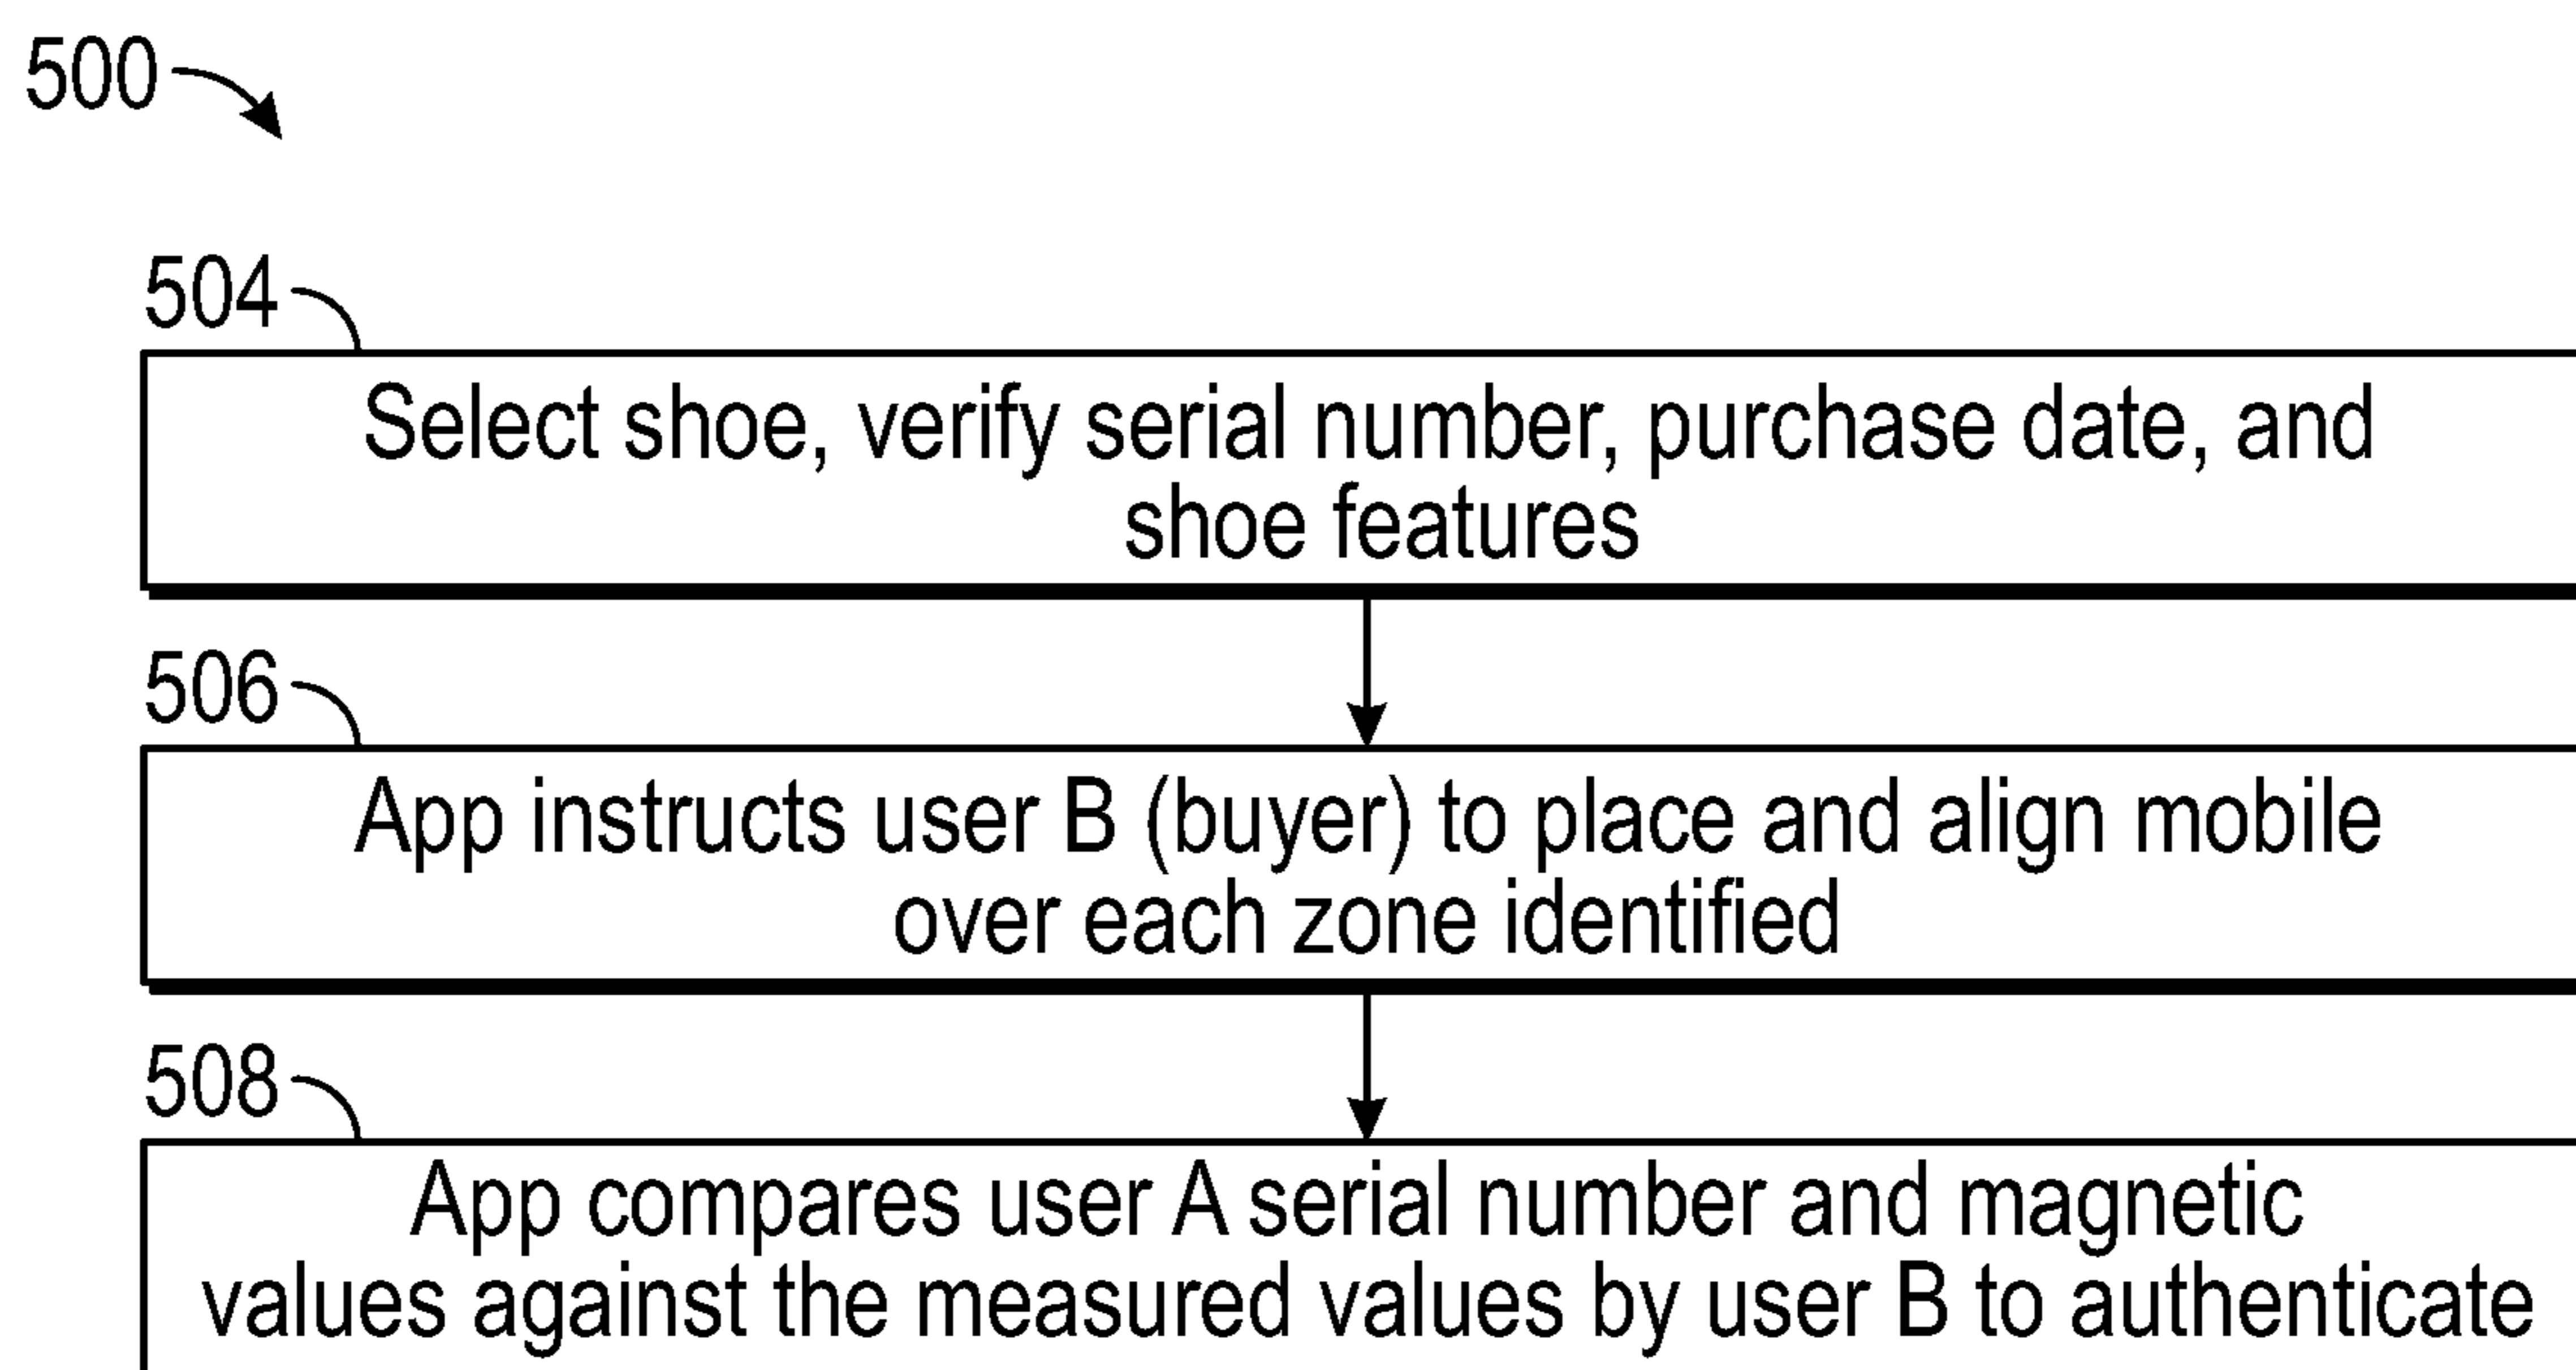 500
504
Select shoe, verify serial number, purchase date, and
shoe features
506
App instructs user B (buyer) to place and align mobile
over each zone identified
508
App compares user A serial number and magnetic
values against the measured values by user B to authenticate